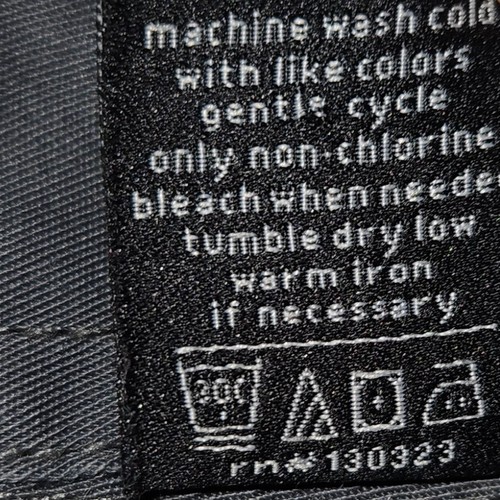 machine wash cold
with like colors
gentle cycle
only non-chlorine
bleach when neede
tumble dry low
warm iron
if necessary
30C
rn# 130323